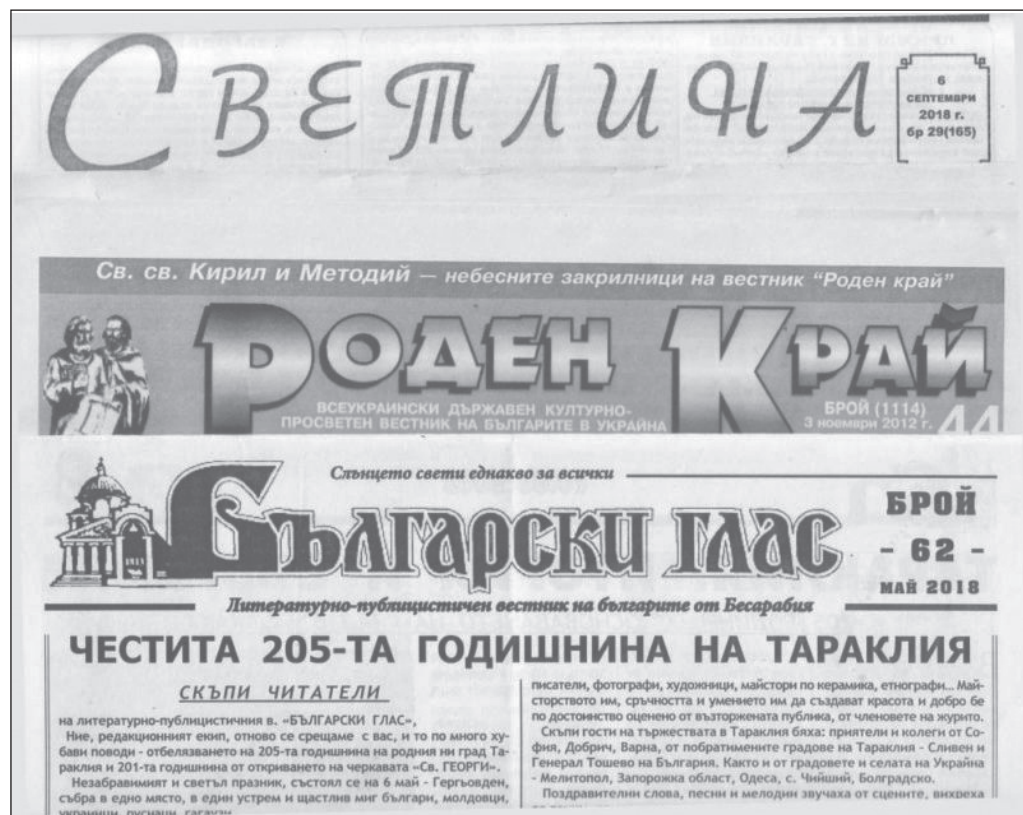 СВЕТЛИНА
6
СЕПТЕМВРИ
2018 г.
бр 29(165)
Св. св. Кирил и Методий — небесните закрилници на вестник “Роден край”
РОДЕН КРАЙ
ВСЕУКРАИНСКИ ДЪРЖАВЕН КУЛТУРНО-
ПРОСВЕТЕН ВЕСТНИК НА БЪЛГАРИТЕ В УКРАЙНА
БРОЙ (1114)
3 ноември 2012 г.
44
Слънцето свети еднакво за всички
Български глас
1813
БРОЙ
- 62 -
МАЙ 2018
Литературно-публицистичен вестник на българите от Бесарабия
ЧЕСТИТА 205-ТА ГОДИШНИНА НА ТАРАКЛИЯ
СКЪПИ ЧИТАТЕЛИ
на литературно-публицистичния в. «БЪЛГАРСКИ ГЛАС»,
Ние, редакционният екип, отново се срещаме с вас, и то по много ху-
бави поводи - отбелязването на 205-та годишнина на родния ни град Та-
раклия и 201-та годишнина от откриването на черкавата «Св. ГЕОРГИ».
Незабравимият и светъл празник, състоял се на 6 май - Гергьовден,
събра в едно място, в един устрем и щастлив миг българи, молдовци,
украинци, руснаци, гагаузи
писатели, фотографи, художници, майстори по керамика, етнографи... Май-
сторството им, сръчността и умението им да създават красота и добро бе
по достоинство оценено от възторжената публика, от членовете на журито.
Скъпи гости на тържествата в Тараклия бяха: приятели и колеги от Со-
фия, Добрич, Варна, от побратимените градове на Тараклия - Сливен и
Генерал Тошево на България. Както и от градовете и селата на Украйна
- Мелитопол, Запорожка област, Одеса, с. Чийший, Болградско.
Поздравителни слова, песни и мелодии звучаха от сцените, вихреха